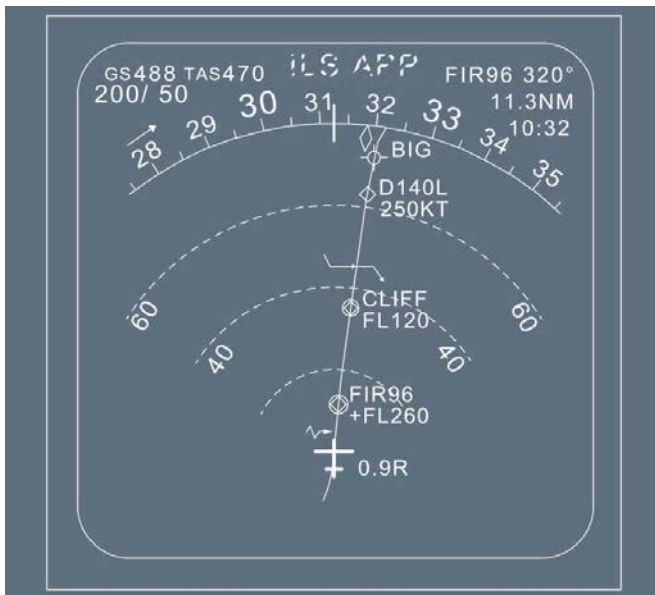 GS488 TAS470
200/ 50
ILS APP
FIR96 320°
11.3NM
10:32
28 29 30 31 32 33 34 35
BIG
D140L
250KT
60 60
CLIFF
FL120
40 40
FIR96
+FL260
0.9R